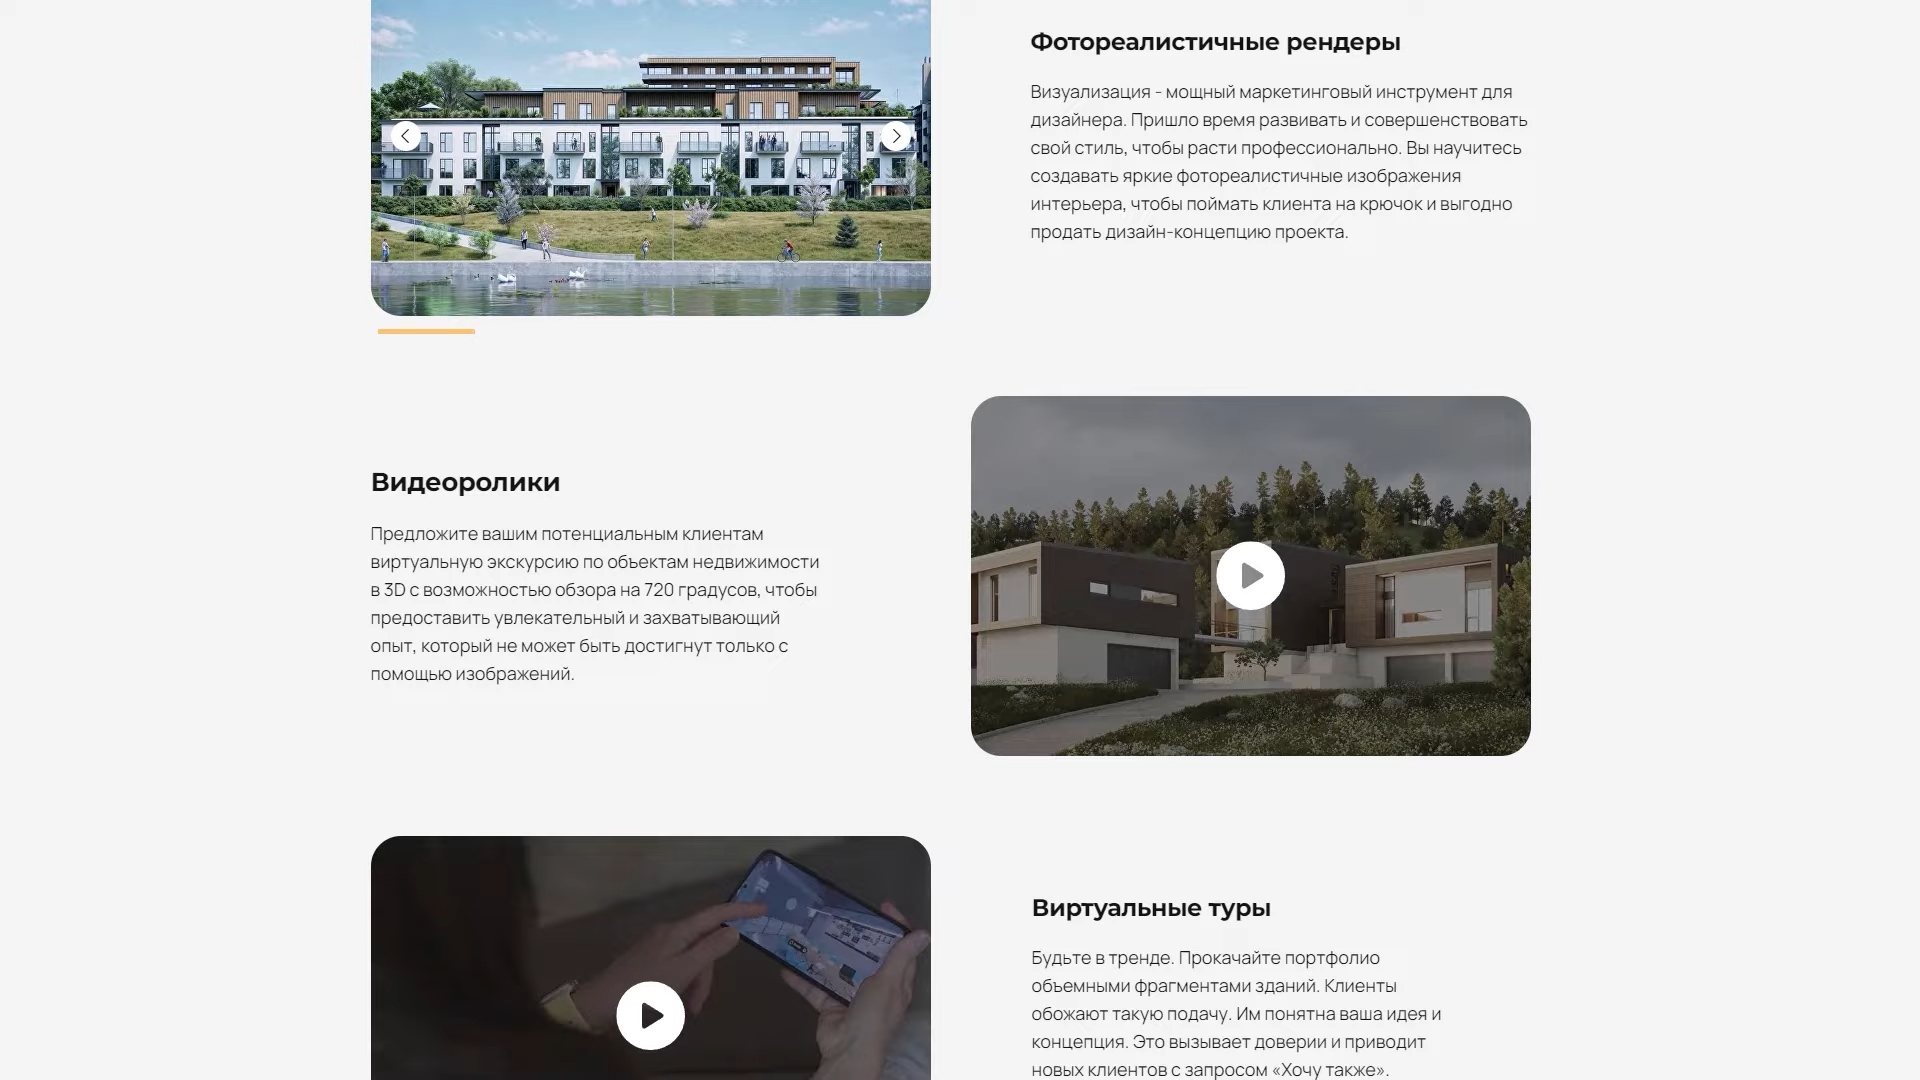 Фотореалистичные рендеры
Визуализация - мощный маркетинговый инструмент для
дизайнера. Пришло время развивать и совершенствовать
свой стиль, чтобы расти профессионально. Вы научитесь
создавать яркие фотореалистичные изображения
интерьера, чтобы поймать клиента на крючок и выгодно
продать дизайн-концепцию проекта.
Видеоролики
Предложите вашим потенциальным клиентам
виртуальную экскурсию по объектам недвижимости
в 3D с возможностью обзора на 720 градусов, чтобы
предоставить увлекательный и захватывающий
опыт, который не может быть достигнут только с
помощью изображений.
Виртуальные туры
Будьте в тренде. Прокачайте портфолио
объемными фрагментами зданий. Клиенты
обожают такую подачу. Им понятна ваша идея и
концепция. Это вызывает доверии и приводит
новых клиентов с запросом «Хочу также».